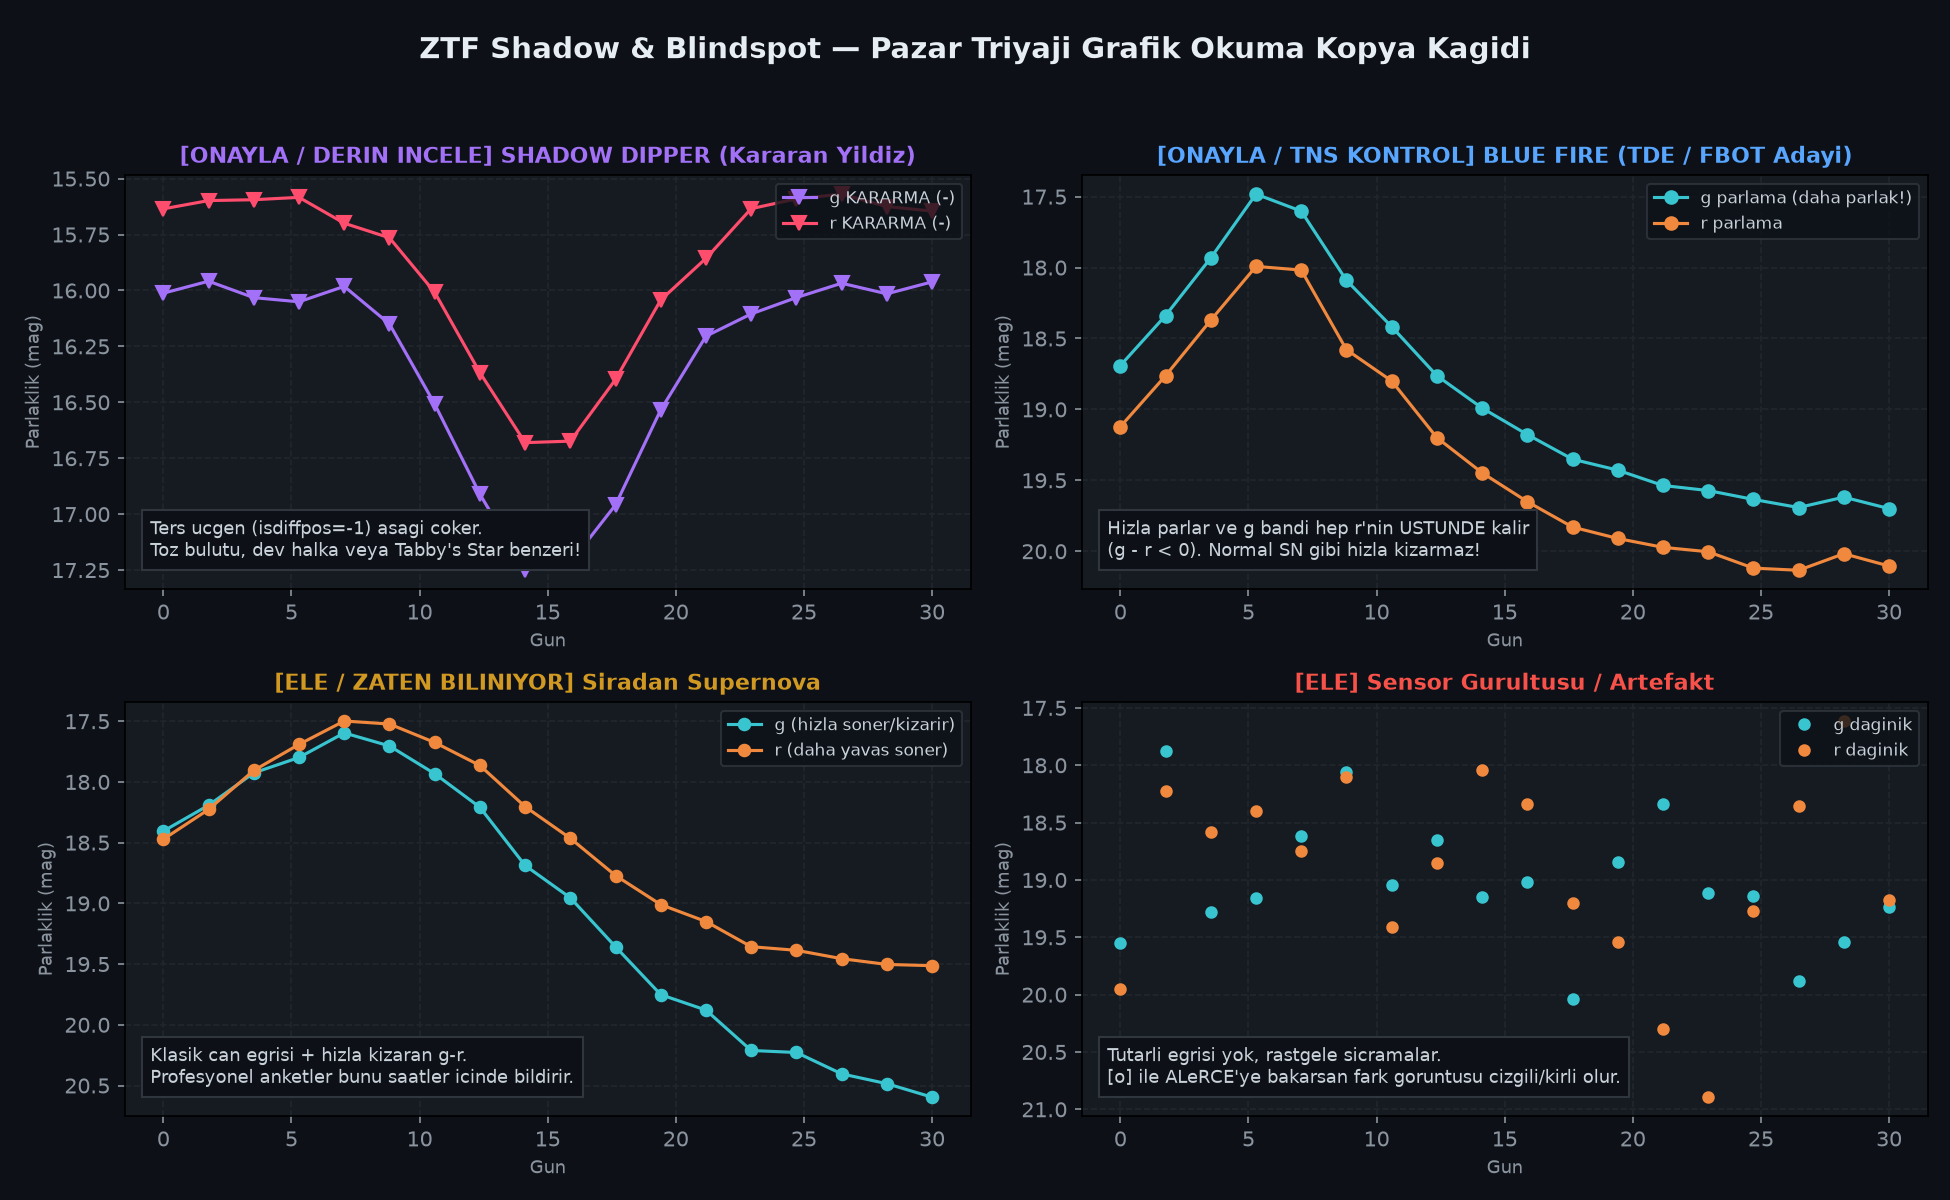 ZTF Shadow & Blindspot — Pazar Triyaji Grafik Okuma Kopya Kagidi
[ONAYLA / DERIN INCELE] SHADOW DIPPER (Kararan Yildiz)
15.50
15.75
16.00
16.25
16.50
16.75
17.00
17.25
Parlaklik (mag)
g KARARMA (-)
r KARARMA (-)
Ters ucgen (isdiffpos=-1) asagi coker.
Toz bulutu, dev halka veya Tabby's Star benzeri!
0 5 10 15 20 25 30
Gun
[ONAYLA / TNS KONTROL] BLUE FIRE (TDE / FBOT Adayi)
17.5
18.0
18.5
19.0
19.5
20.0
Parlaklik (mag)
g parlama (daha parlak!)
r parlama
Hizla parlar ve g bandi hep r'nin USTUNDE kalir
(g - r < 0). Normal SN gibi hizla kizarmaz!
0 5 10 15 20 25 30
Gun
[ELE / ZATEN BILINIYOR] Siradan Supernova
17.5
18.0
18.5
19.0
19.5
20.0
20.5
Parlaklik (mag)
g (hizla soner/kizarir)
r (daha yavas soner)
Klasik can egrisi + hizla kizaran g-r.
Profesyonel anketler bunu saatler icinde bildirir.
0 5 10 15 20 25 30
Gun
[ELE] Sensor Gurultusu / Artefakt
17.5
18.0
18.5
19.0
19.5
20.0
20.5
21.0
Parlaklik (mag)
g daginik
r daginik
Tutarli egrisi yok, rastgele sicramalar.
[o] ile ALeRCE'ye bakarsan fark goruntusu cizgili/kirli olur.
0 5 10 15 20 25 30
Gun